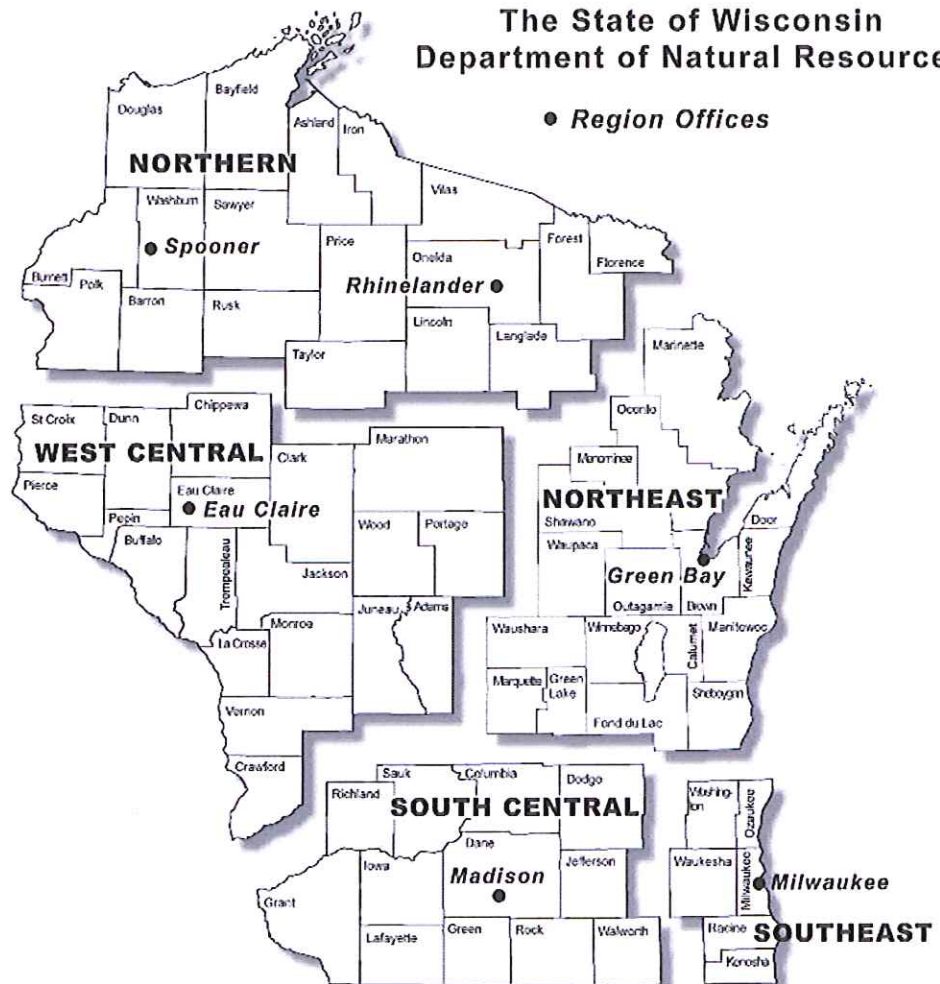 The State of Wisconsin
Department of Natural Resource
Region Offices
Douglas
Bayfield
Ashland
Iron
NORTHERN
Vilas
Washburn
Sawyer
Spooner
Price
Oneida
Forest
Florence
Rhinelander
Burnett
Polk
Barron
Rusk
Lincoln
Langlade
Taylor
Marinette
Chippewa
St Croix
Dunn
WEST CENTRAL
Clark
Marathon
Oconto
Menominee
Pierce
Eau Claire
Eau Claire
NORTHEAST
Pepin
Wood
Portage
Shawano
Door
Buffalo
Waupaca
Trempealeau
Jackson
Green Bay
Kewaunee
Juneau
Adams
Outagamie
Brown
Monroe
La Crosse
Waushara
Winnebago
Calumet
Manitowoc
Marquette
Green
Lake
Sheboygan
Vernon
Fond du Lac
Crawford
Sauk
Columbia
Dodge
Richland
SOUTH CENTRAL
Washing-
ton
Ozaukee
Dane
Iowa
Jefferson
Waukesha
Milwaukee
Madison
Milwaukee
Grant
Lafayette
Green
Rock
Walworth
Racine
SOUTHEAST
Kenosha